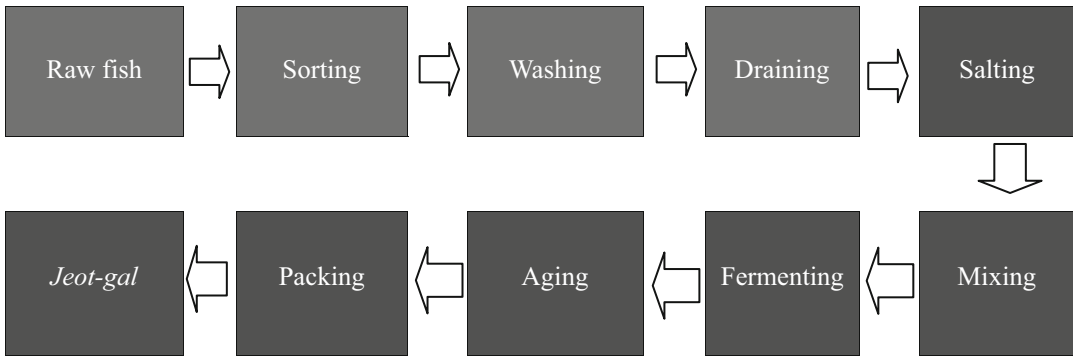 Raw fish
Sorting
Washing
Draining
Salting
Mixing
Fermenting
Aging
Packing
Jeot-gal